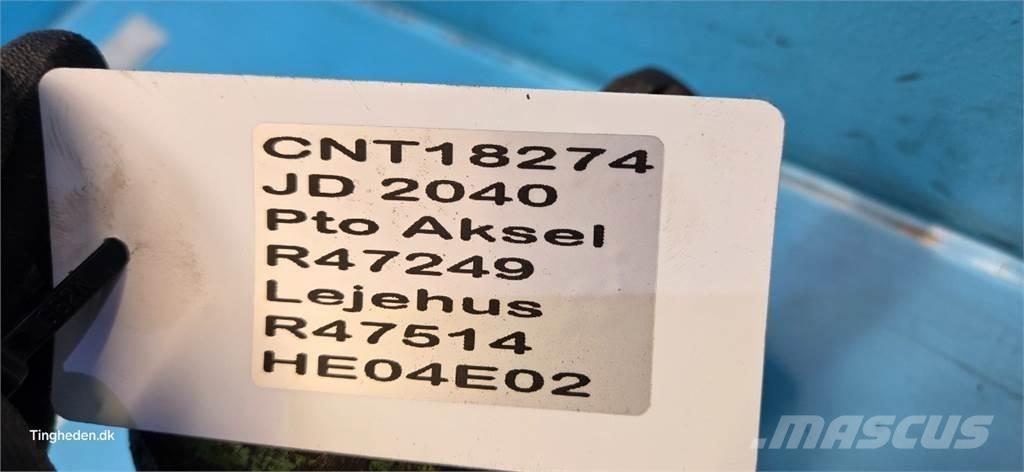 CNT18274
JD 2040
Pto Aksel
R47249
Lejehus
R47514
HE04E02
Tingheden.dk
MASCUS